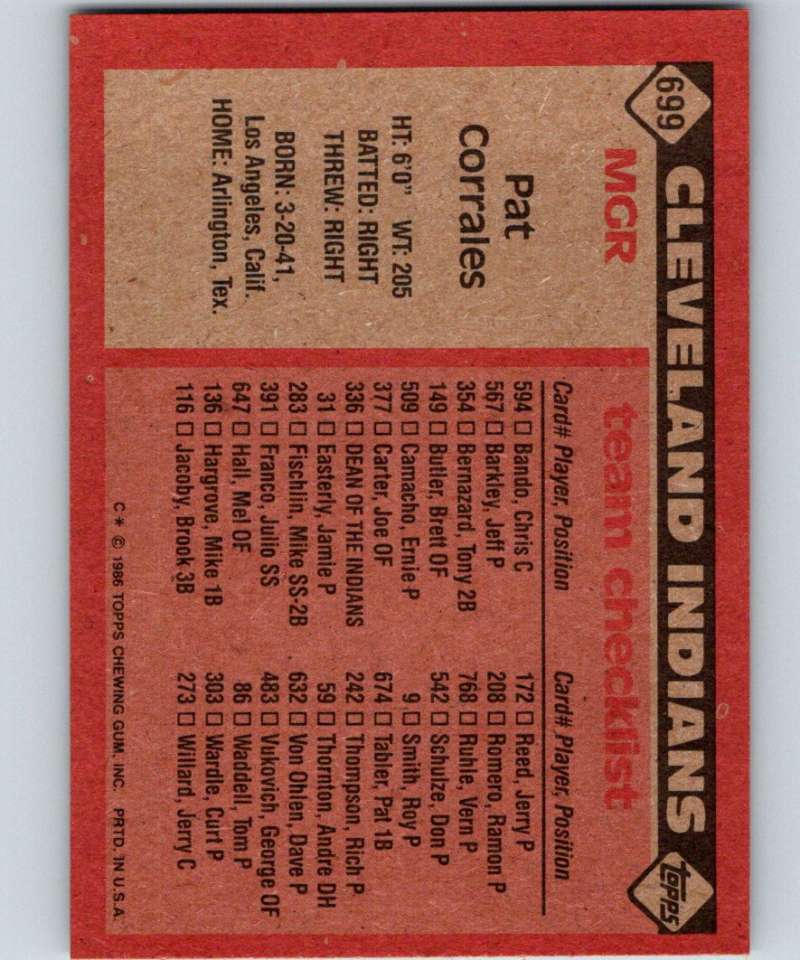 699
CLEVELAND INDIANS
topps
MGR
Pat
Corrales
HT: 6'0" WT: 205
BATTED: RIGHT
THREW: RIGHT
BORN: 3-20-41,
Los Angeles, Calif.
HOME: Arlington, Tex.
team checklist
Card# Player, Position
594 □ Bando, Chris C
567 □ Barkley, Jeff P
354 □ Bernazard, Tony 2B
149 □ Butler, Brett OF
509 □ Camacho, Ernie P
377 □ Carter, Joe OF
336 □ DEAN OF THE INDIANS
31 □ Easterly, Jamie P
283 □ Fischlin, Mike SS-2B
391 □ Franco, Julio SS
647 □ Hall, Mel OF
136 □ Hargrove, Mike 1B
116 □ Jacoby, Brook 3B
Card# Player, Position
172 □ Reed, Jerry P
208 □ Romero, Ramon P
768 □ Ruhle, Vern P
542 □ Schulze, Don P
9 □ Smith, Roy P
674 □ Tabler, Pat 1B
242 □ Thompson, Rich P
59 □ Thornton, Andre DH
632 □ Von Ohlen, Dave P
483 □ Vukovich, George OF
86 □ Waddell, Tom P
303 □ Wardle, Curt P
273 □ Willard, Jerry C
C* © 1986 TOPPS CHEWING GUM, INC. PRTD. IN U.S.A.